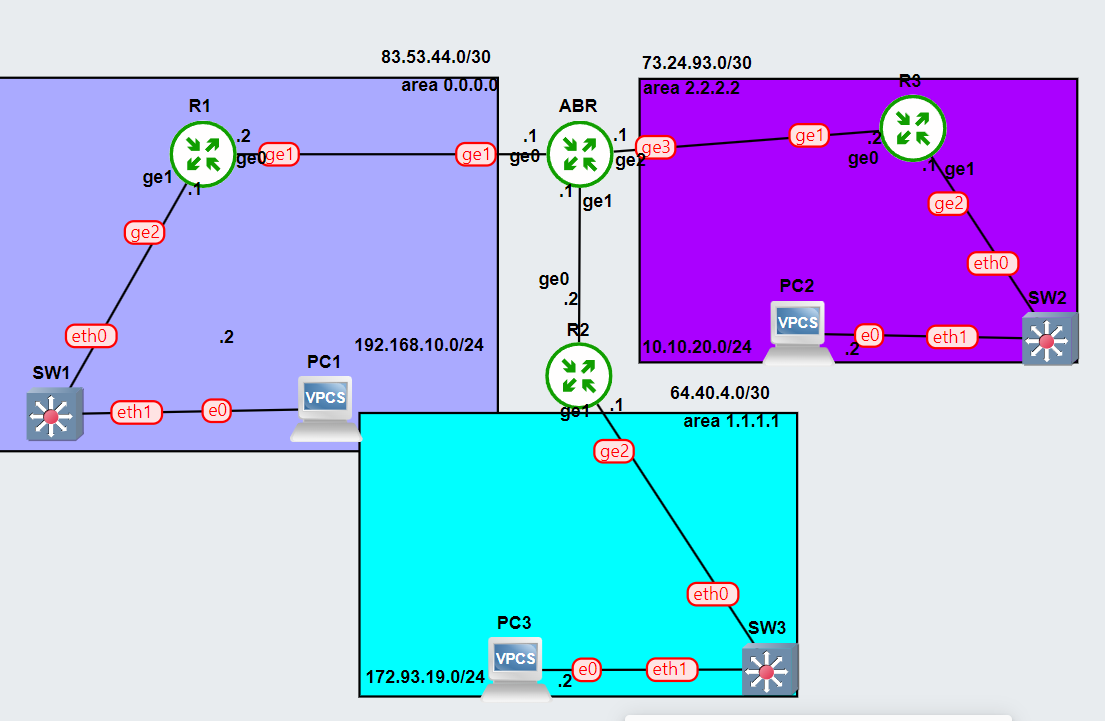 83.53.44.0/30
area 0.0.0.0
73.24.93.0/30
area 2.2.2.2
R1
.2
ge0
ge1
ge1
.1
ge0
ABR
.1
ge2
ge3
ge1
.2
ge0
R3
ge1
.1
ge2
eth0
SW2
ge1
.1
ge2
eth0
SW1
eth1
e0
PC1
VPCS
.2
192.168.10.0/24
.1
ge1
ge0
.2
R2
ge1
.1
PC2
VPCS
e0
.2
eth1
10.10.20.0/24
64.40.4.0/30
area 1.1.1.1
ge2
eth0
SW3
PC3
VPCS
e0
.2
eth1
172.93.19.0/24